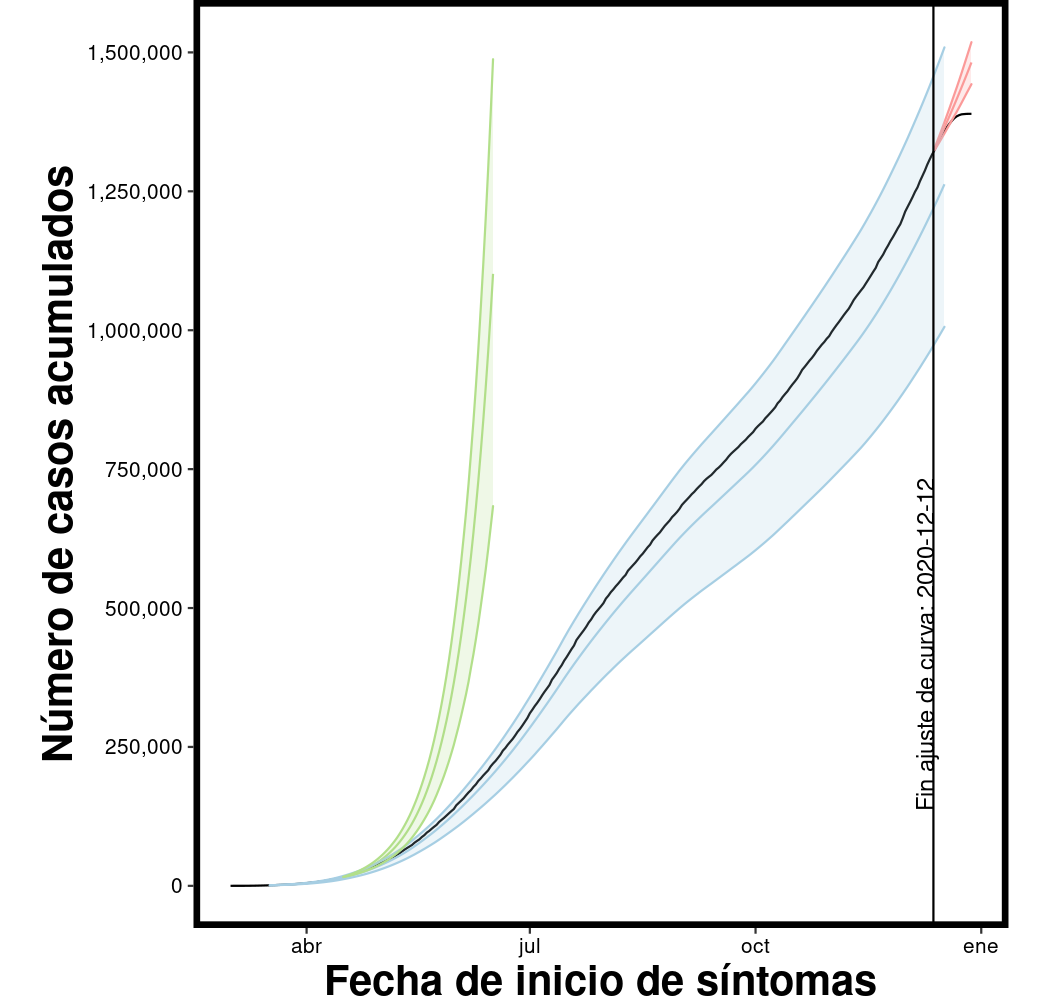 Número de casos acumulados
1,500,000
1,250,000
1,000,000
750,000
500,000
250,000
0
Fin ajuste de curva: 2020-12-12
abr
jul
oct
ene
Fecha de inicio de síntomas